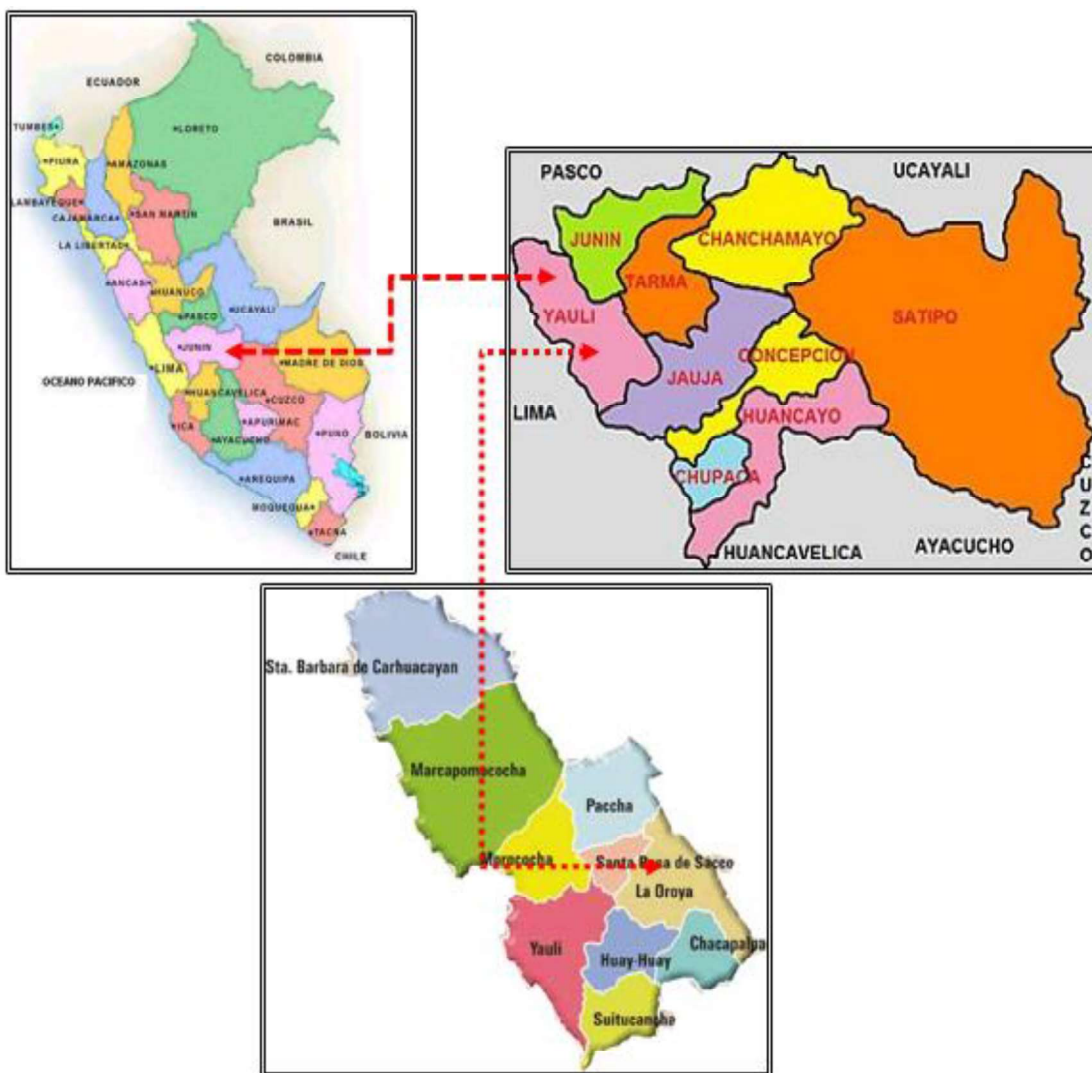 COLOMBIA
ECUADOR
TUMBES
LORETO
PIURA
AMAZONAS
LAMBAYEQUE
CAJAMARCA
SAN MARTIN
BRASIL
LA LIBERTAD
ANCASH
HUANUCO
UCAYALI
PASCO
JUNIN
LIMA
MADRE DE DIOS
OCEANO PACIFICO
HUANCAVELICA
CUZCO
ICA
APURIMAC
PUNO
BOLIVIA
AYACUCHO
AREQUIPA
MOQUEGUA
TACNA
CHILE
PASCO
UCAYALI
JUNIN
CHANCHAMAYO
TARMA
YAULI
SATIPO
CONCEPCION
JAUJA
LIMA
HUANCAYO
CHUPACA
C
U
Z
C
O
AYACUCHO
HUANCAVELICA
Sta. Barbara de Carhuacayan
Marcapomacocha
Paccha
Morococha
Santa Rosa de Sacco
La Oroya
Yauli
Chacapalpa
Huay-Huay
Suitucancha